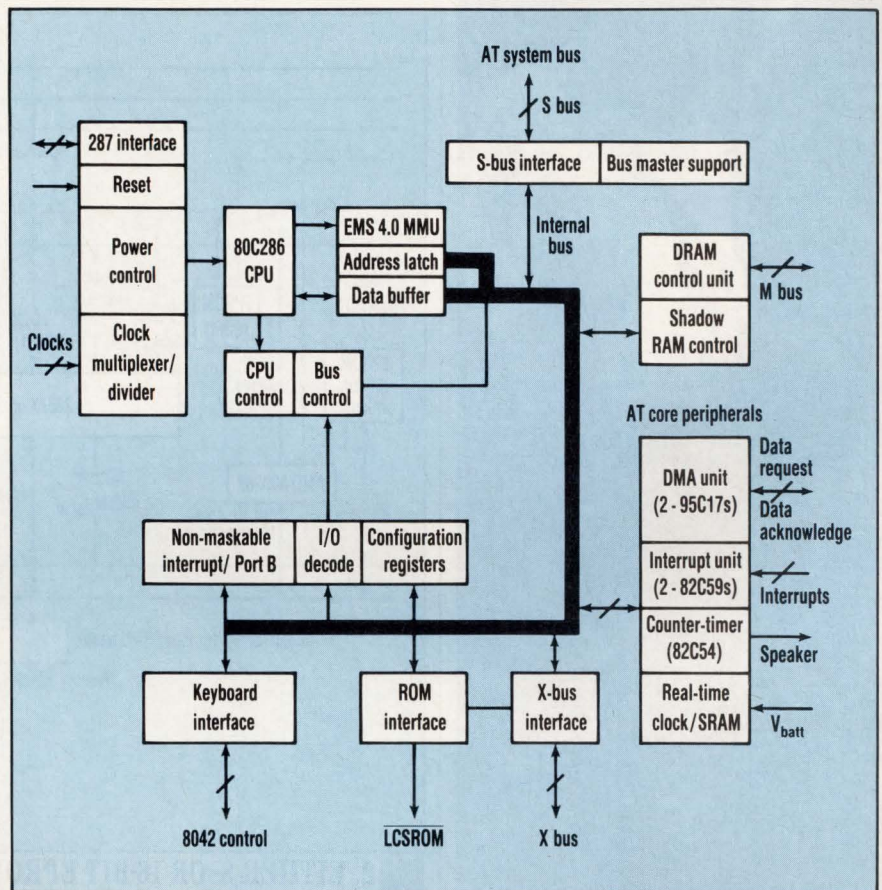 AT system bus
S bus
287 interface
Reset
Power
control
Clock
multiplexer/
divider
Clocks
80C286
CPU
EMS 4.0 MMU
Address latch
Data buffer
CPU
control
Bus
control
S-bus interface
Bus master support
Internal
bus
DRAM
control unit
Shadow
RAM control
M bus
AT core peripherals
DMA unit
(2 - 95C17s)
Data
request
Data
acknowledge
Interrupt unit
(2 - 82C59s)
Interrupts
Counter-timer
(82C54)
Speaker
Real-time
clock/SRAM
Vbatt
Non-maskable
interrupt/ Port B
I/O
decode
Configuration
registers
Keyboard
interface
ROM
interface
X-bus
interface
8042 control
LCSROM
X bus